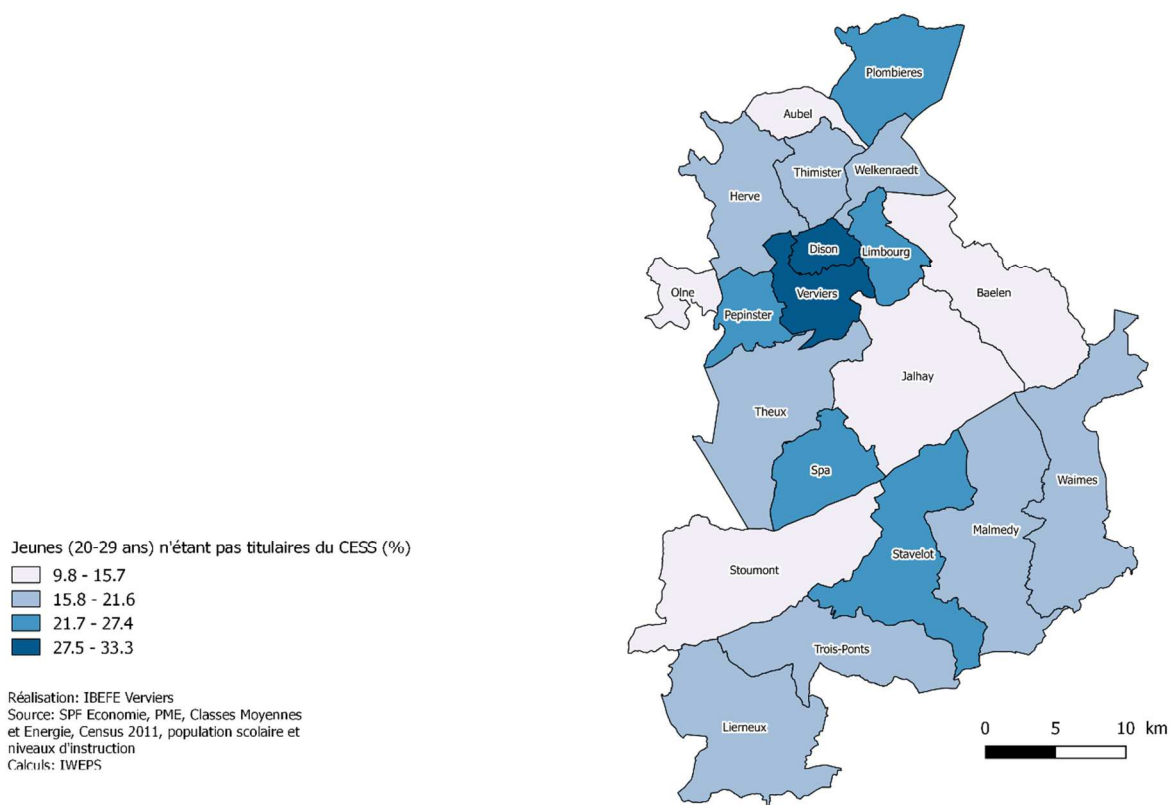 Plombieres
Aubel
Thimister
Welkenraedt
Herve
Dison
Limbourg
Olne
Verviers
Baelen
Pepinster
Jalhay
Theux
Spa
Waimes
Malmedy
Stavelot
Stoumont
Trois-Ponts
Lierneux
Jeunes (20-29 ans) n'étant pas titulaires du CESS (%)
9.8 - 15.7
15.8 - 21.6
21.7 - 27.4
27.5 - 33.3
Réalisation: IBEFE Verviers
Source: SPF Economie, PME, Classes Moyennes
et Energie, Census 2011, population scolaire et
niveaux d'instruction
Calculs: IWEPS
0 5 10 km